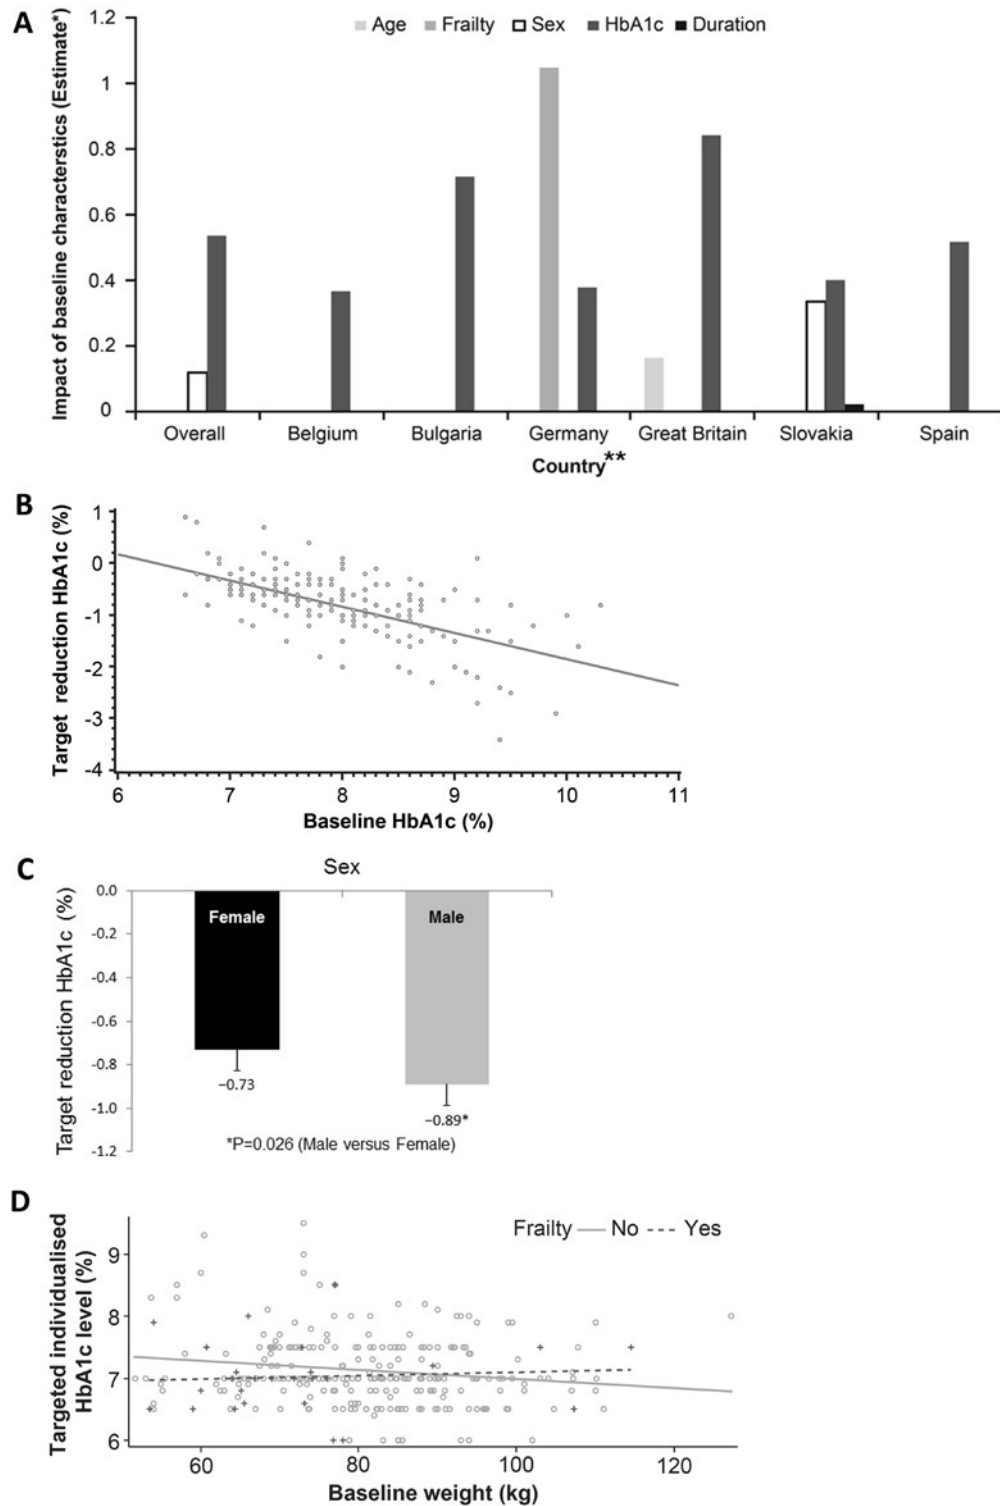 A
Impact of baseline characterstics (Estimate*)
Age Frailty Sex HbA1c Duration
1.2
1
0.8
0.6
0.4
0.2
0
Overall Belgium Bulgaria Germany Great Britain Slovakia Spain
Country**
B
Target reduction HbA1c (%)
1
0
-1
-2
-3
-4
6 7 8 9 10 11
Baseline HbA1c (%)
C
Sex
Target reduction HbA1c (%)
0.0
-0.2
-0.4
-0.6
-0.8
-1.0
-1.2
Female Male
−0.73
−0.89*
*P=0.026 (Male versus Female)
D
Targeted individualised
HbA1c level (%)
Frailty No Yes
9
8
7
6
60 80 100 120
Baseline weight (kg)